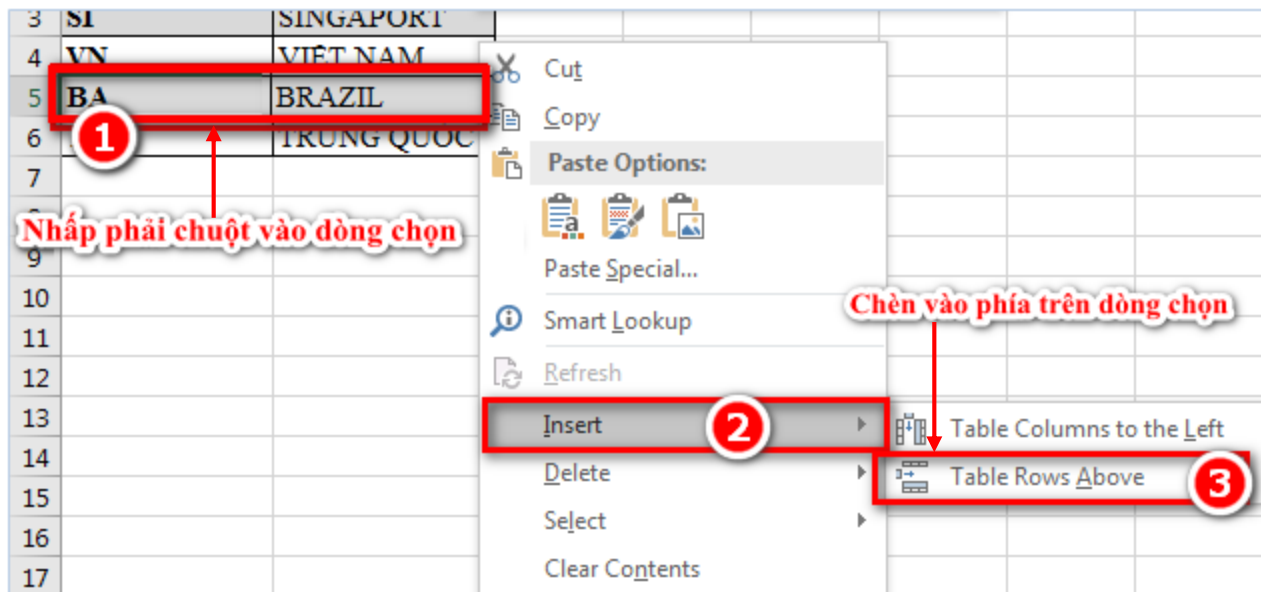 3 SI SINGAPORT
4 VN VIỆT NAM
5 BA BRAZIL
1
6 TRUNG QUỐC
7
Nhấp phải chuột vào dòng chọn
9
10
11
12
13
14
15
16
17
Cut
Copy
Paste Options:
Paste Special...
Smart Lookup
Refresh
Insert 2
Delete
Select
Clear Contents
Chèn vào phía trên dòng chọn
Table Columns to the Left
Table Rows Above 3